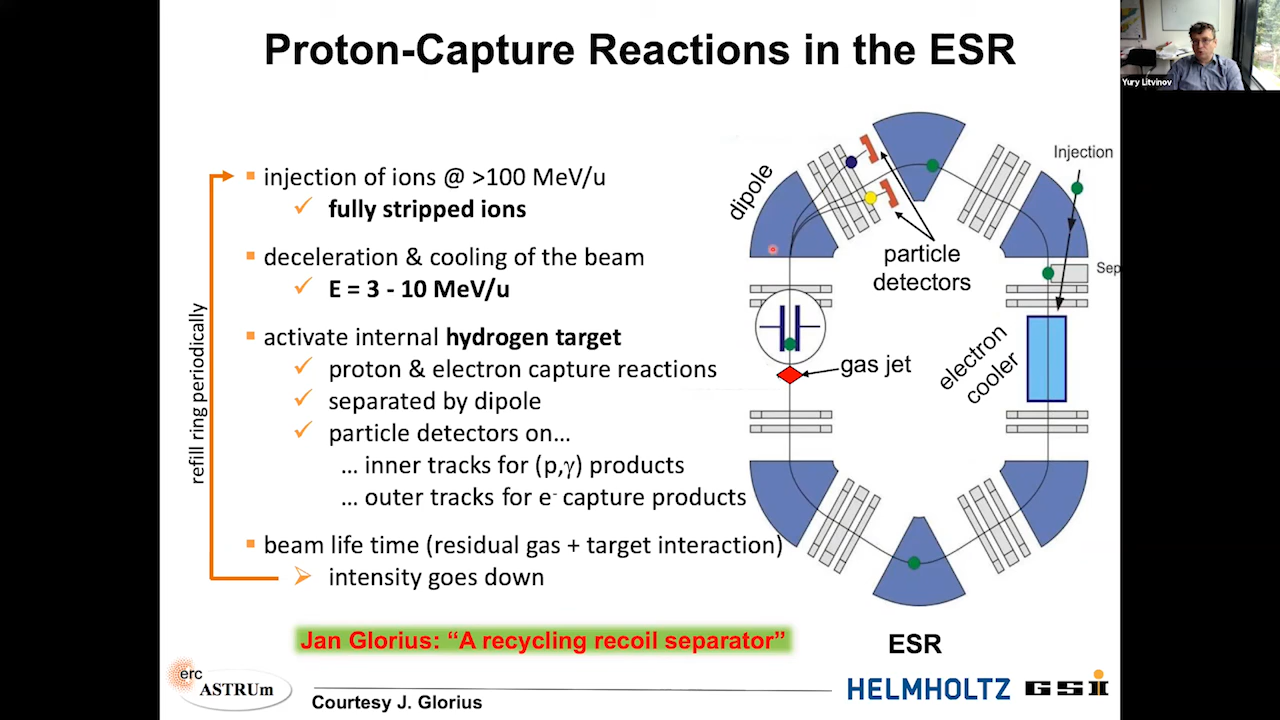 Proton-Capture Reactions in the ESR
Yury Litvinov
injection of ions @ >100 MeV/u
fully stripped ions
deceleration & cooling of the beam
E = 3 - 10 MeV/u
activate internal hydrogen target
proton & electron capture reactions
separated by dipole
particle detectors on...
... inner tracks for (p,γ) products
... outer tracks for e⁻ capture products
beam life time (residual gas + target interaction)
intensity goes down
refill ring periodically
dipole
particle
detectors
Injection
Sep
gas jet
electron
cooler
ESR
Jan Glorius: “A recycling recoil separator”
erc
ASTRUm
Courtesy J. Glorius
HELMHOLTZ
GSI